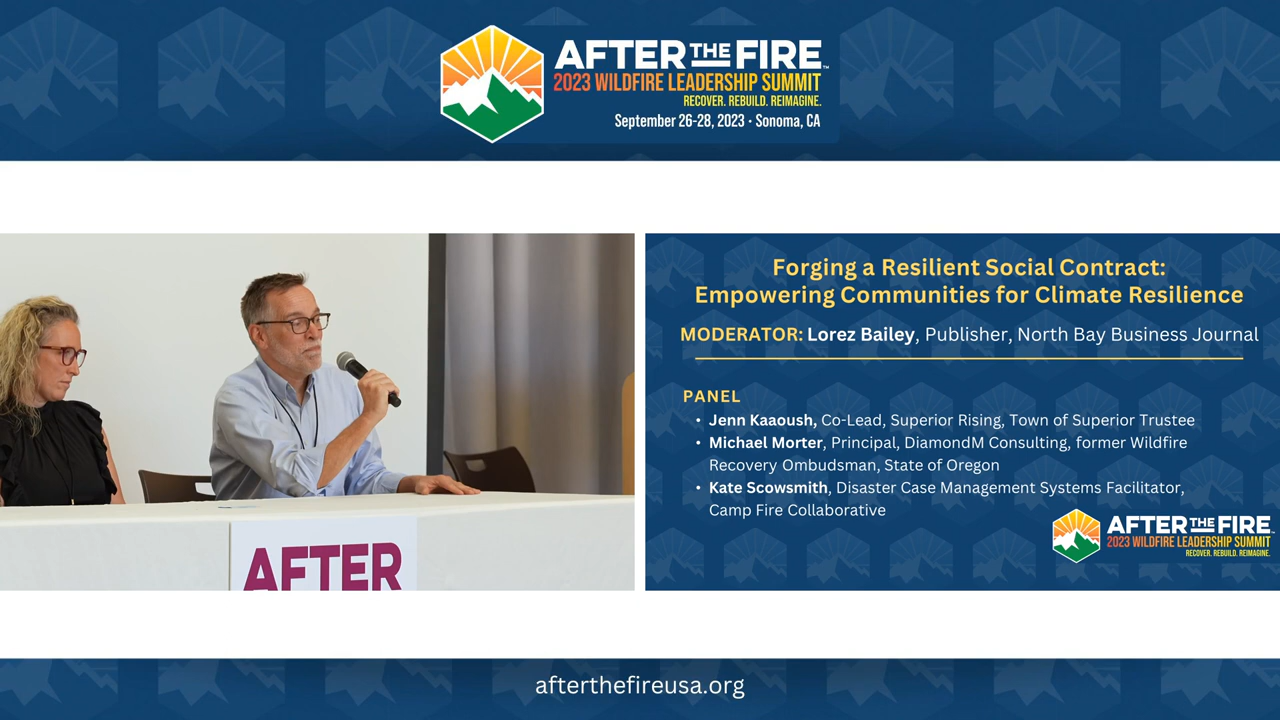 AFTER THE FIRE™
2023 WILDFIRE LEADERSHIP SUMMIT
RECOVER. REBUILD. REIMAGINE.
September 26-28, 2023 • Sonoma, CA
AFTER
Forging a Resilient Social Contract:
Empowering Communities for Climate Resilience
MODERATOR: Lorez Bailey, Publisher, North Bay Business Journal
PANEL
• Jenn Kaaoush, Co-Lead, Superior Rising, Town of Superior Trustee
• Michael Morter, Principal, DiamondM Consulting, former Wildfire
Recovery Ombudsman, State of Oregon
• Kate Scowsmith, Disaster Case Management Systems Facilitator,
Camp Fire Collaborative
AFTER THE FIRE™
2023 WILDFIRE LEADERSHIP SUMMIT
RECOVER. REBUILD. REIMAGINE.
afterthefireusa.org